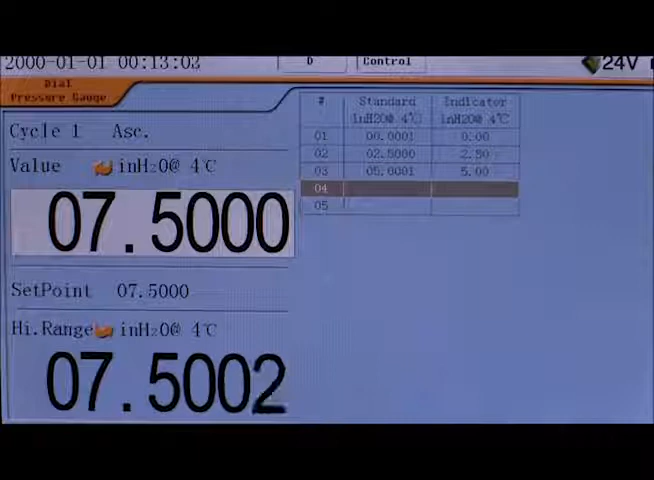 2000-01-01 00:13:03 D Control 24V
Dial
Pressure Gauge
Cycle 1 Asc.
Value inH₂O@ 4℃
07.5000
SetPoint 07.5000
Hi.Range inH₂O@ 4℃
07.5002
# Standard Indicator
inH2O@ 4℃ inH2O@ 4℃
01 00.0001 0.00
02 02.5000 2.50
03 05.0001 5.00
04
05